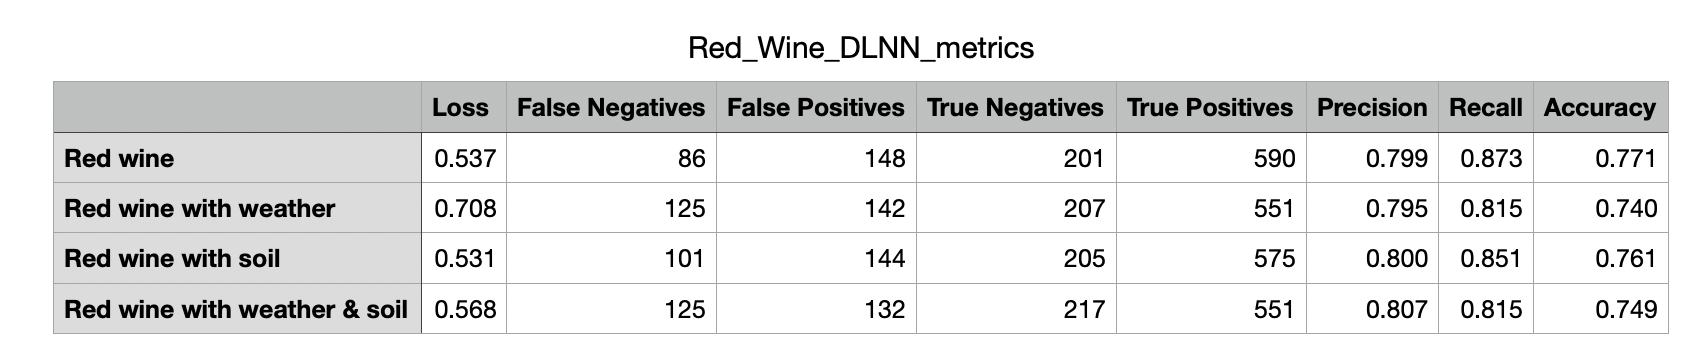 Red_Wine_DLNN_metrics
Loss False Negatives False Positives True Negatives True Positives Precision Recall Accuracy
Red wine 0.537 86 148 201 590 0.799 0.873 0.771
Red wine with weather 0.708 125 142 207 551 0.795 0.815 0.740
Red wine with soil 0.531 101 144 205 575 0.800 0.851 0.761
Red wine with weather & soil 0.568 125 132 217 551 0.807 0.815 0.749